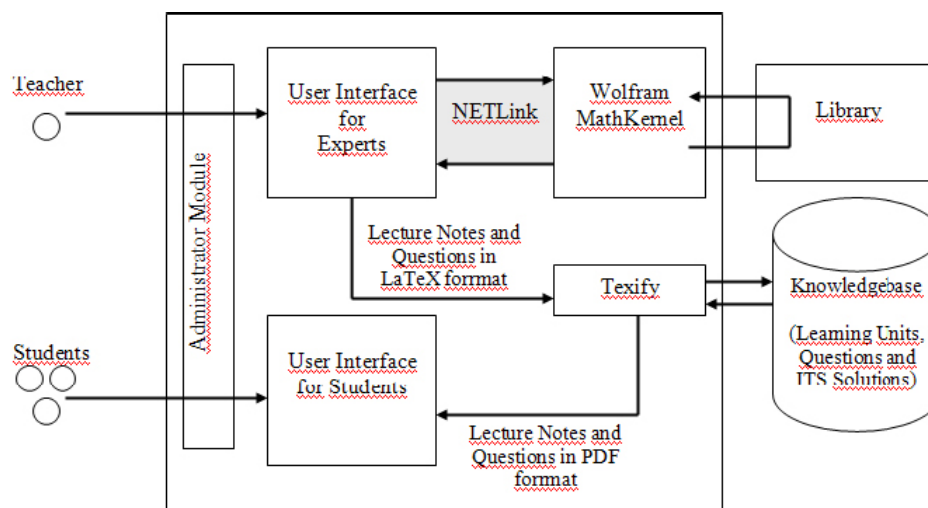 Teacher
Administrator Module
User Interface
for
Experts
NETLink
Wolfram
MathKernel
Library
Lecture Notes and
Questions in
LaTeX forrmat
Texify
Knowledgebase
(Learning Units,
Questions and
ITS Solutions)
Students
User Interface
for Students
Lecture Notes and
Questions in PDF
format